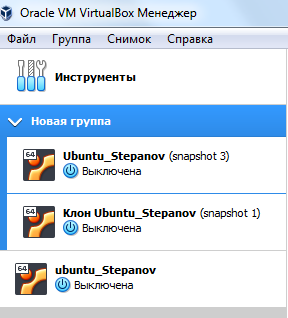 Oracle VM VirtualBox Менеджер
Файл Группа Снимок Справка
Инструменты
Новая группа
64
Ubuntu_Stepanov (snapshot 3)
Выключена
64
Клон Ubuntu_Stepanov (snapshot 1)
Выключена
64
ubuntu_Stepanov
Выключена